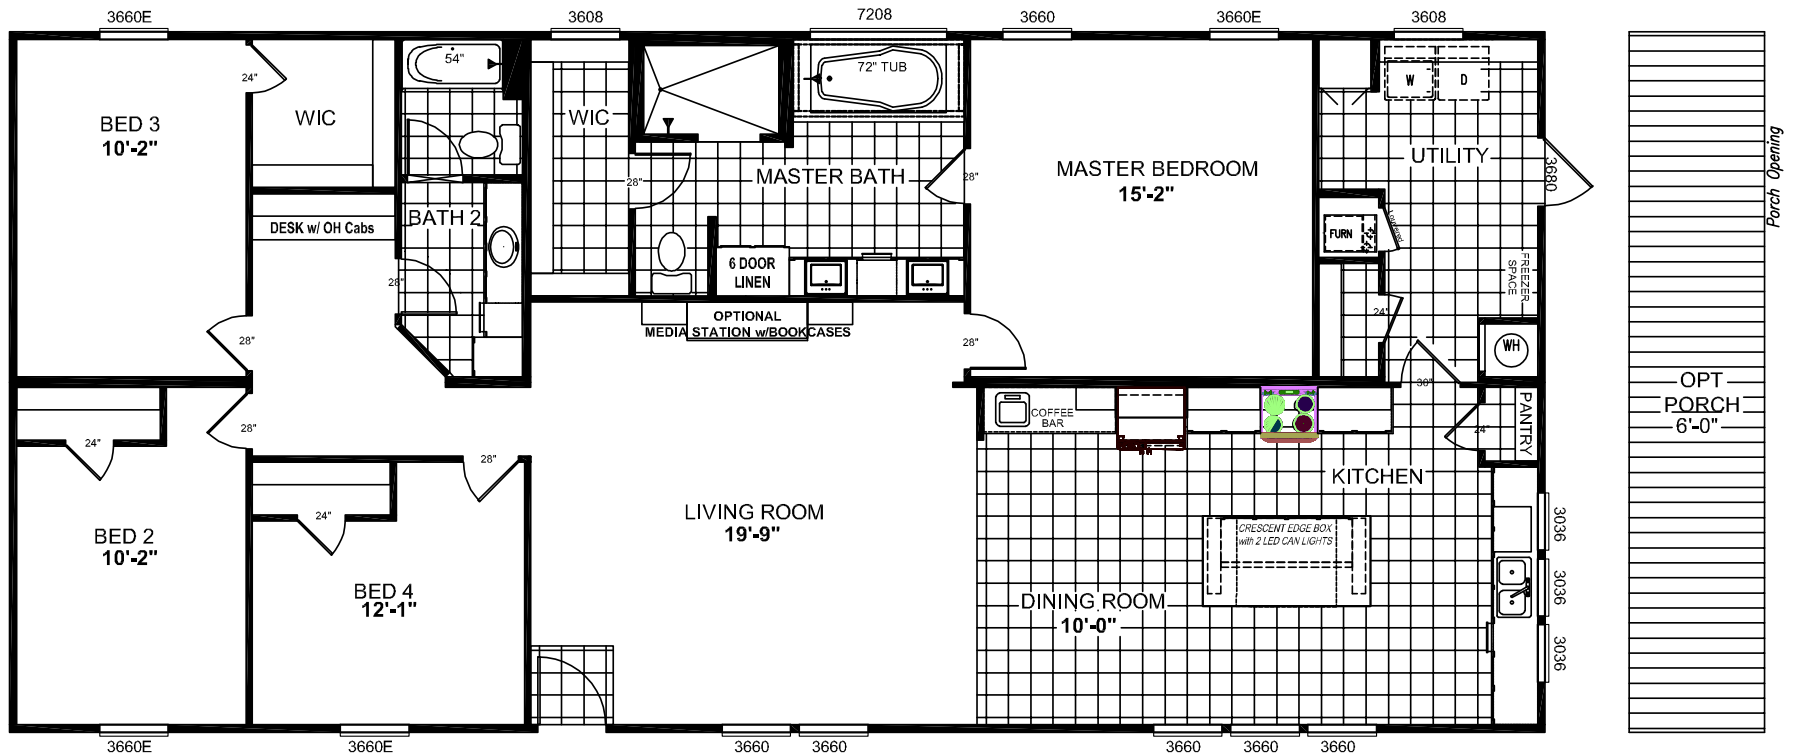 3660E
3608
7208
3660
3660E
3608
54"
72" TUB
W
D
24"
BED 3
10'-2"
WIC
WIC
MASTER BATH
28"
28"
MASTER BEDROOM
15'-2"
UTILITY
3680
Porch Opening
DESK w/ OH Cabs
BATH 2
28"
6 DOOR
LINEN
FURN
Louvered
FREEZER
SPACE
OPTIONAL
MEDIA STATION w/BOOKCASES
24"
28"
28"
WH
30"
OPT
PORCH
6'-0"
COFFEE
BAR
PANTRY
24"
28"
24"
28"
KITCHEN
24"
LIVING ROOM
19'-9"
CRESCENT EDGE BOX
with 2 LED CAN LIGHTS
3036
BED 2
10'-2"
BED 4
12'-1"
DINING ROOM
10'-0"
3036
3036
3660E
3660E
3660
3660
3660
3660
3660